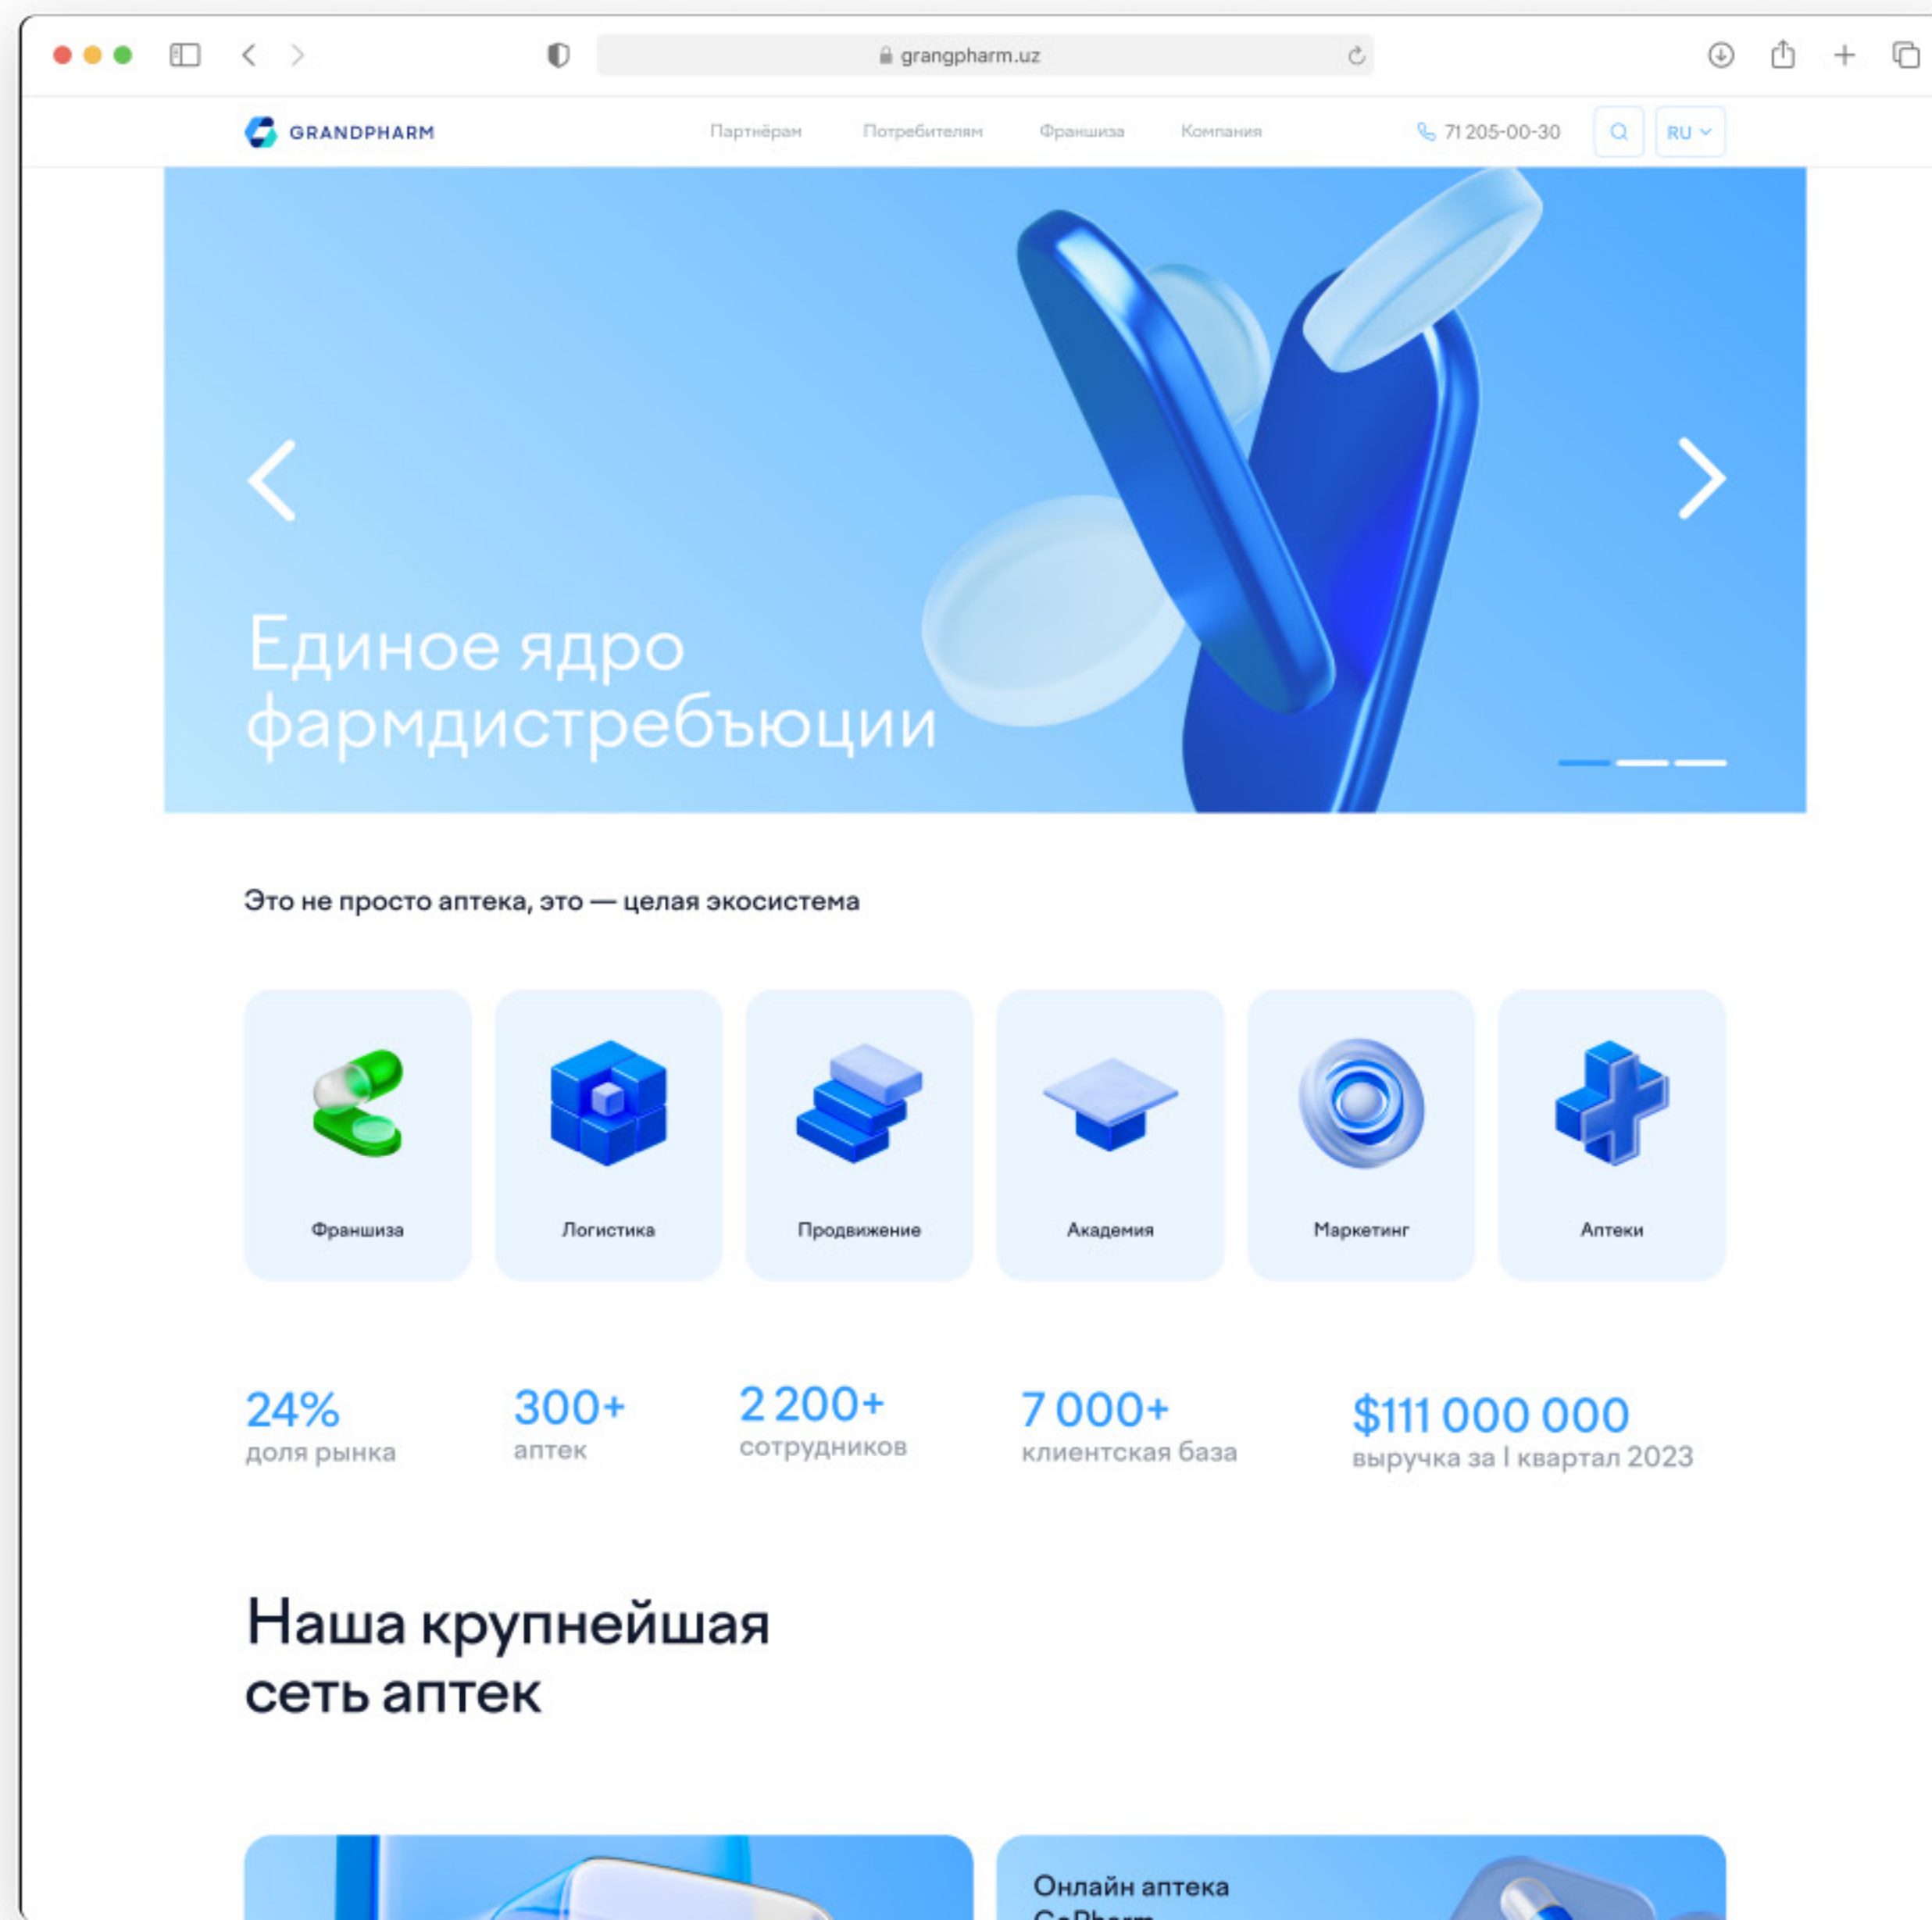 grangpharm.uz
GRANDPHARM
Партнёрам
Потребителям
Франшиза
Компания
71 205-00-30
RU
Единое ядро
фармдистребъюции
Это не просто аптека, это — целая экосистема
Франшиза
Логистика
Продвижение
Академия
Маркетинг
Аптеки
24%
доля рынка
300+
аптек
2 200+
сотрудников
7 000+
клиентская база
$111 000 000
выручка за I квартал 2023
Наша крупнейшая
сеть аптек
Онлайн аптека
GoPharm